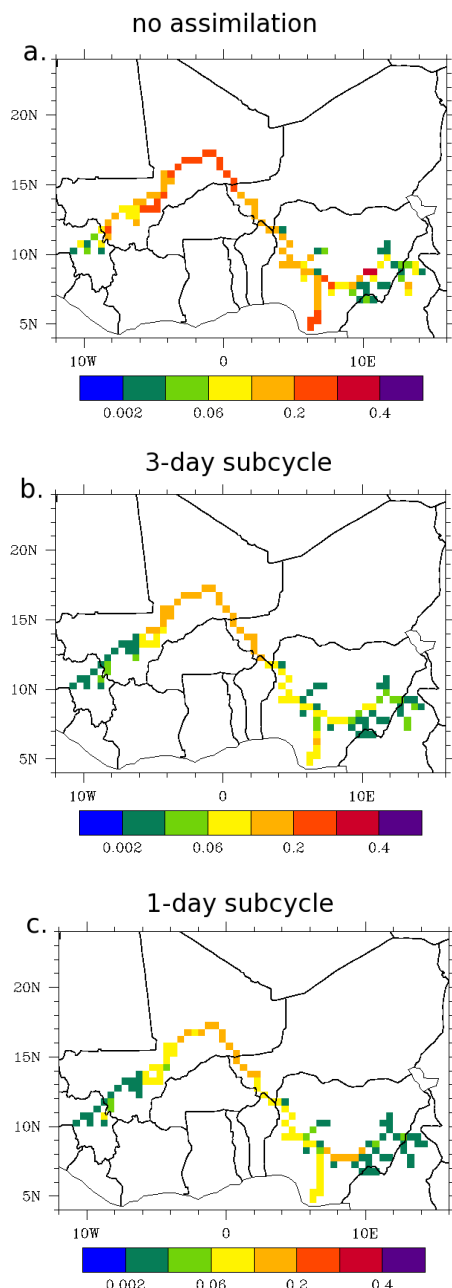 no assimilation
a.
20N
15N
10N
5N
10W 0 10E
0.002 0.06 0.2 0.4
3-day subcycle
b.
20N
15N
10N
5N
10W 0 10E
0.002 0.06 0.2 0.4
1-day subcycle
c.
20N
15N
10N
5N
10W 0 10E
0.002 0.06 0.2 0.4